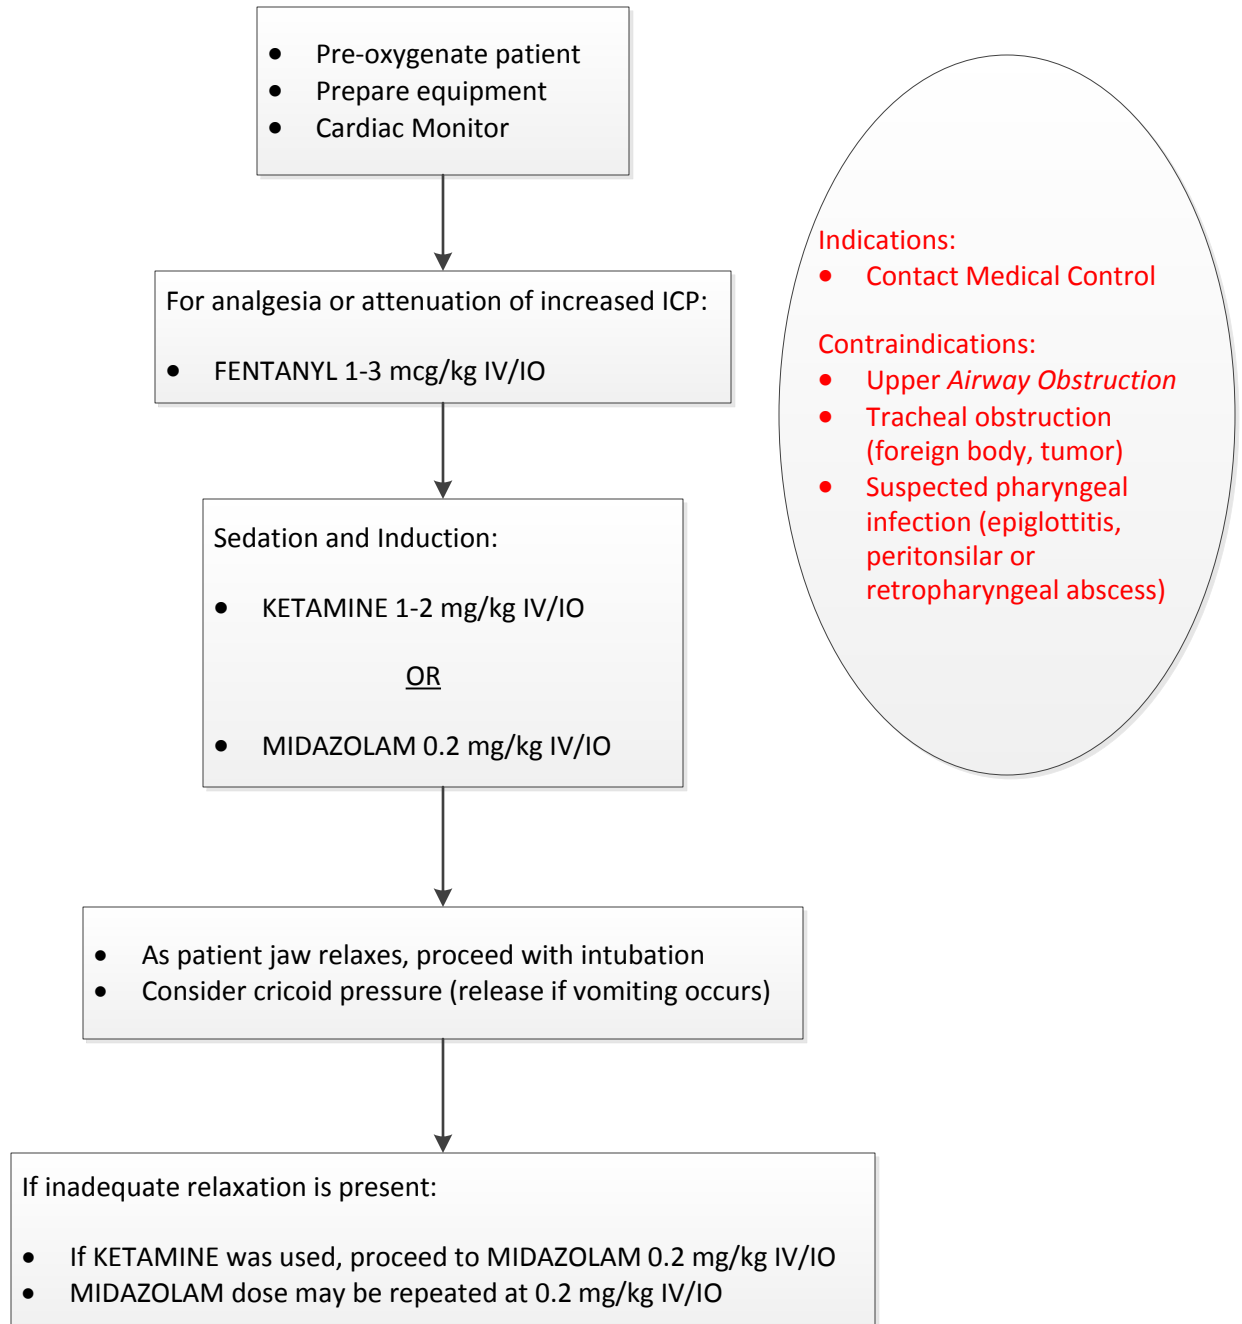 • Pre-oxygenate patient
• Prepare equipment
• Cardiac Monitor
For analgesia or attenuation of increased ICP:
• FENTANYL 1-3 mcg/kg IV/IO
Sedation and Induction:
• KETAMINE 1-2 mg/kg IV/IO
OR
• MIDAZOLAM 0.2 mg/kg IV/IO
• As patient jaw relaxes, proceed with intubation
• Consider cricoid pressure (release if vomiting occurs)
If inadequate relaxation is present:
• If KETAMINE was used, proceed to MIDAZOLAM 0.2 mg/kg IV/IO
• MIDAZOLAM dose may be repeated at 0.2 mg/kg IV/IO
Indications:
• Contact Medical Control
Contraindications:
• Upper Airway Obstruction
• Tracheal obstruction
(foreign body, tumor)
• Suspected pharyngeal
infection (epiglottitis,
peritonsilar or
retropharyngeal abscess)